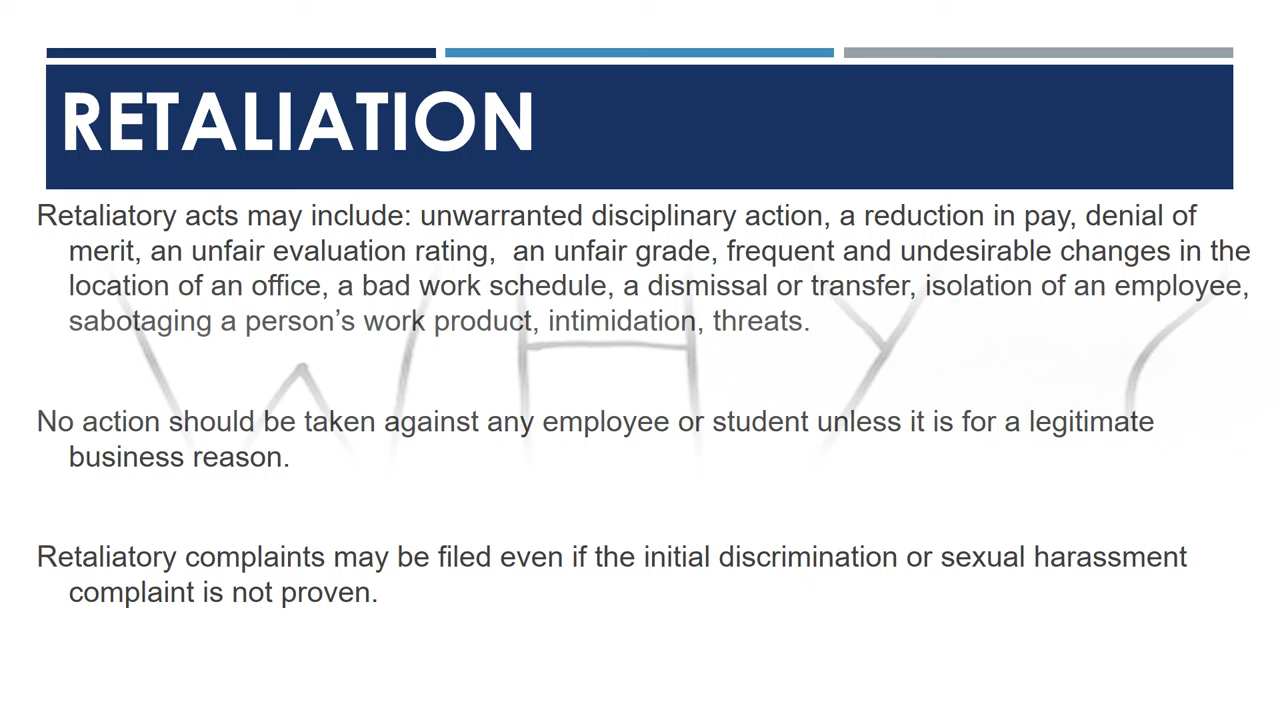 RETALIATION
Retaliatory acts may include: unwarranted disciplinary action, a reduction in pay, denial of
merit, an unfair evaluation rating,  an unfair grade, frequent and undesirable changes in the
location of an office, a bad work schedule, a dismissal or transfer, isolation of an employee,
sabotaging a person’s work product, intimidation, threats.
WHY ?
No action should be taken against any employee or student unless it is for a legitimate
business reason.
Retaliatory complaints may be filed even if the initial discrimination or sexual harassment
complaint is not proven.